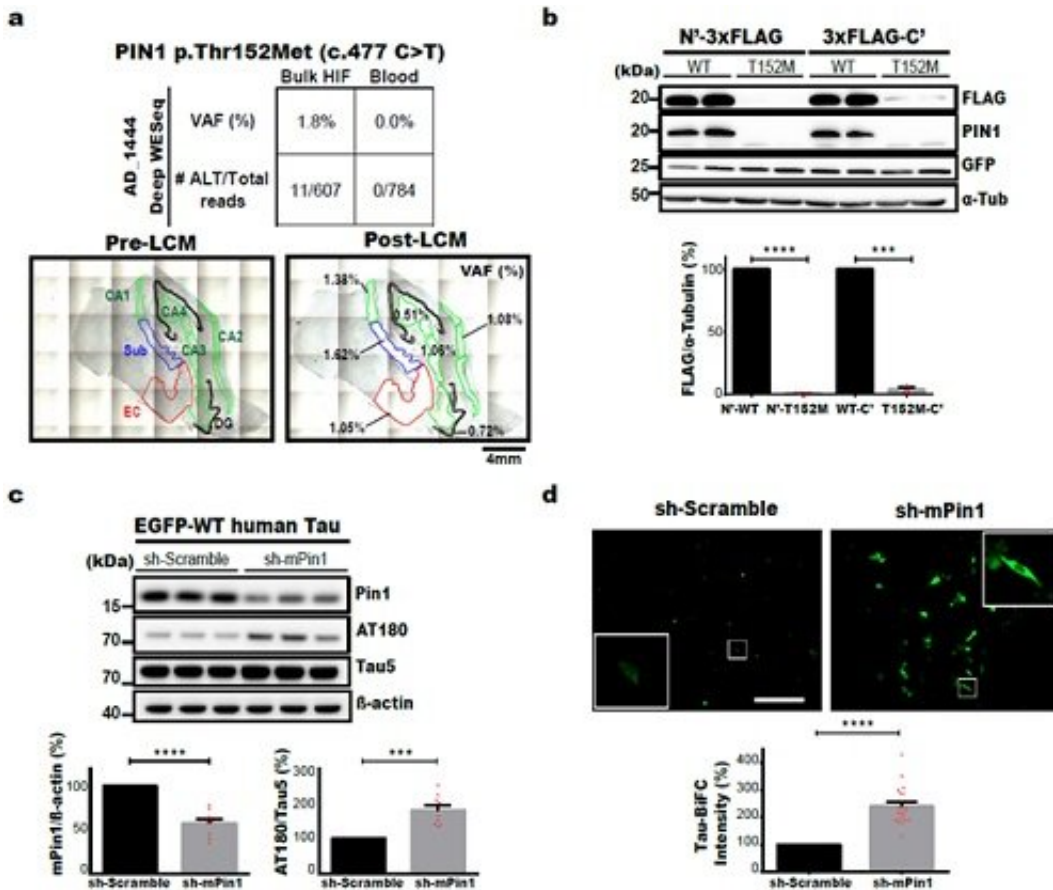 a
PIN1 p.Thr152Met (c.477 C>T)
Bulk HIF Blood
AD_1444
Deep WESeq
VAF (%) 1.8% 0.0%
# ALT/Total reads 11/607 0/784
Pre-LCM
CA1
CA4
CA2
Sub
CA3
EC
DG
Post-LCM
VAF (%)
1.38%
0.51%
1.08%
1.06%
1.62%
1.05%
0.72%
4mm
b
N'-3xFLAG 3xFLAG-C'
(kDa) WT T152M WT T152M
20 FLAG
20 PIN1
25 GFP
50 α-Tub
FLAG/α-Tubulin (%)
100
50
0
**** ***
N'-WT N'-T152M WT-C' T152M-C'
c
EGFP-WT human Tau
(kDa) sh-Scramble sh-mPin1
15 Pin1
70 AT180
70 Tau5
40 ß-actin
mPin1/ß-actin (%)
100
50
0
****
sh-Scramble sh-mPin1
AT180/Tau5 (%)
300
200
100
0
***
sh-Scramble sh-mPin1
d
sh-Scramble sh-mPin1
Tau-BiFC
Intensity (%)
400
300
200
100
0
****
sh-Scramble sh-mPin1